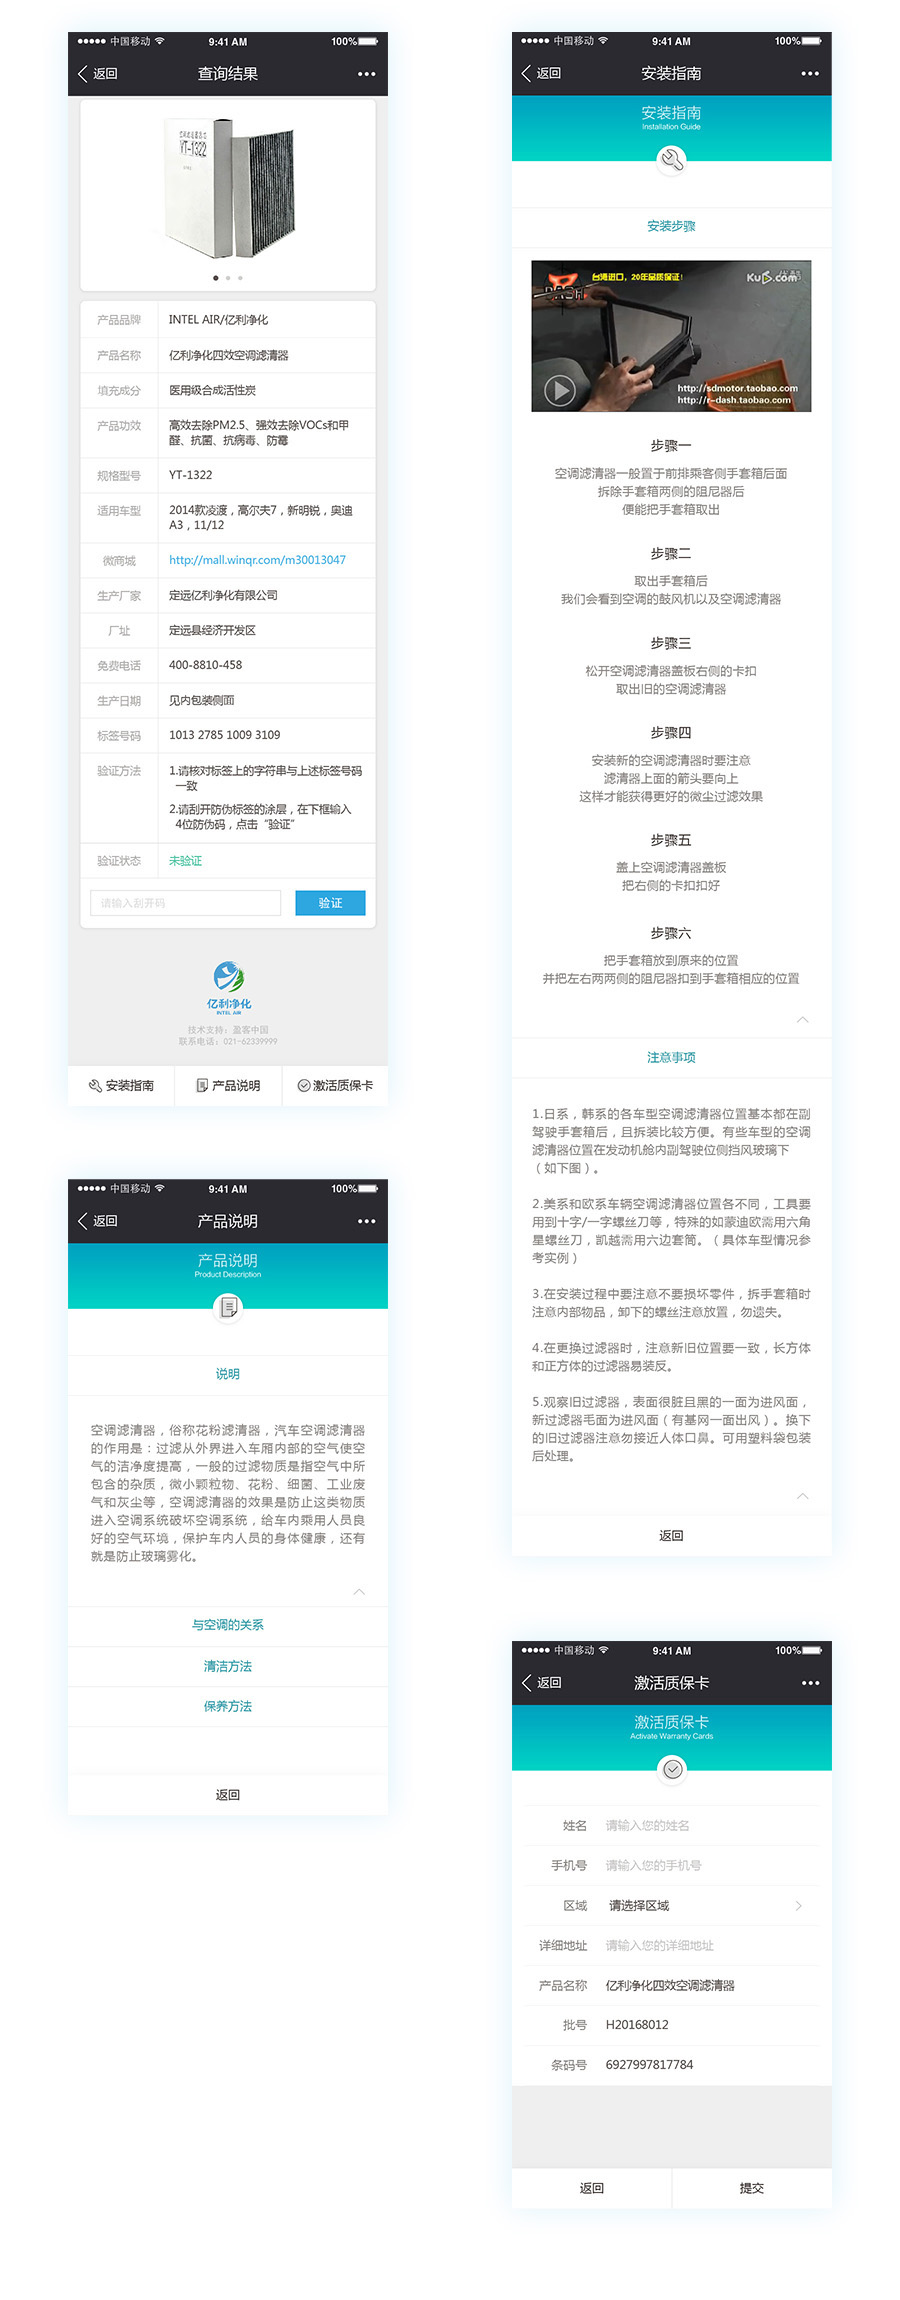 中国移动 9:41 AM 100%
返回 查询结果
YT-1322
产品品牌 INTEL AIR/亿利净化
产品名称 亿利净化四效空调滤清器
填充成分 医用级合成活性炭
产品功效 高效去除PM2.5、强效去除VOCs和甲
醛、抗菌、抗病毒、防霉
规格型号 YT-1322
适用车型 2014款凌渡，高尔夫7，新明锐，奥迪
A3，11/12
微商城 http://mall.winqr.com/m30013047
生产厂家 定远亿利净化有限公司
厂址 定远县经济开发区
免费电话 400-8810-458
生产日期 见内包装侧面
标签号码 1013 2785 1009 3109
验证方法 1.请核对标签上的字符串与上述标签号码
一致
2.请刮开防伪标签的涂层，在下框输入
4位防伪码，点击“验证”
验证状态 未验证
请输入刮开码 验证
亿利净化
INTEL AIR
技术支持：盈客中国
联系电话：021-62339999
安装指南 产品说明 激活质保卡
中国移动 9:41 AM 100%
返回 产品说明
产品说明
Product Description
说明
空调滤清器，俗称花粉滤清器，汽车空调滤清器
的作用是：过滤从外界进入车厢内部的空气使空
气的洁净度提高，一般的过滤物质是指空气中所
包含的杂质，微小颗粒物、花粉、细菌、工业废
气和灰尘等，空调滤清器的效果是防止这类物质
进入空调系统破坏空调系统，给车内乘用人员良
好的空气环境，保护车内人员的身体健康，还有
就是防止玻璃雾化。
与空调的关系
清洁方法
保养方法
返回
中国移动 9:41 AM 100%
返回 安装指南
安装指南
Installation Guide
安装步骤
台湾进口，20年品质保证！
Ku6.com
DASH
http://sdmotor.taobao.com
http://r-dash.taobao.com
步骤一
空调滤清器一般置于前排乘客侧手套箱后面
拆除手套箱两侧的阻尼器后
便能把手套箱取出
步骤二
取出手套箱后
我们会看到空调的鼓风机以及空调滤清器
步骤三
松开空调滤清器盖板右侧的卡扣
取出旧的空调滤清器
步骤四
安装新的空调滤清器时要注意
滤清器上面的箭头要向上
这样才能获得更好的微尘过滤效果
步骤五
盖上空调滤清器盖板
把右侧的卡扣扣好
步骤六
把手套箱放到原来的位置
并把左右两两侧的阻尼器扣到手套箱相应的位置
注意事项
1.日系，韩系的各车型空调滤清器位置基本都在副
驾驶手套箱后，且拆装比较方便。有些车型的空调
滤清器位置在发动机舱内副驾驶位侧挡风玻璃下
（如下图）。
2.美系和欧系车辆空调滤清器位置各不同，工具要
用到十字/一字螺丝刀等，特殊的如蒙迪欧需用六角
星螺丝刀，凯越需用六边套筒。（具体车型情况参
考实例）
3.在安装过程中要注意不要损坏零件，拆手套箱时
注意内部物品，卸下的螺丝注意放置，勿遗失。
4.在更换过滤器时，注意新旧位置要一致，长方体
和正方体的过滤器易装反。
5.观察旧过滤器，表面很脏且黑的一面为进风面，
新过滤器毛面为进风面（有基网一面出风）。换下
的旧过滤器注意勿接近人体口鼻。可用塑料袋包装
后处理。
返回
中国移动 9:41 AM 100%
返回 激活质保卡
激活质保卡
Activate Warranty Cards
姓名 请输入您的姓名
手机号 请输入您的手机号
区域 请选择区域
详细地址 请输入您的详细地址
产品名称 亿利净化四效空调滤清器
批号 H20168012
条码号 6927997817784
返回 提交